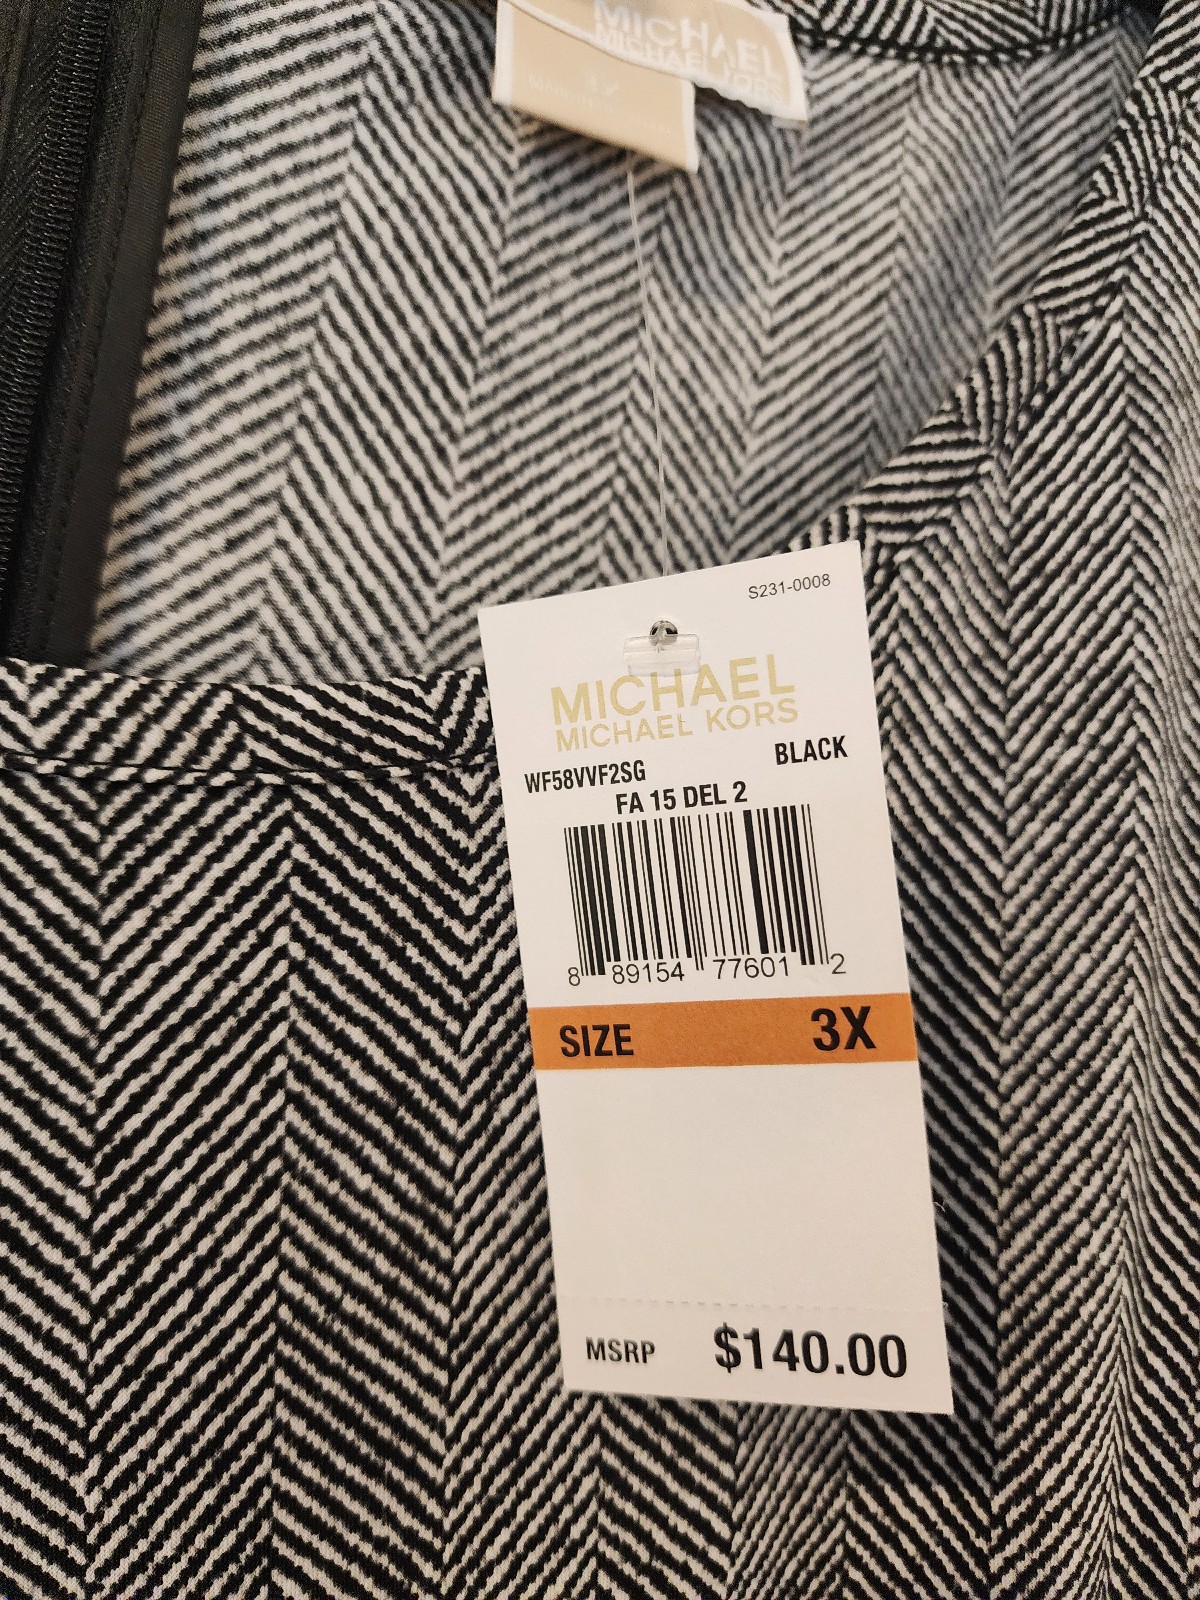 MICHAEL
MICHAEL KORS
3X
S231-0008
MICHAEL
MICHAEL KORS
BLACK
WF58VVF2SG
FA 15 DEL 2
8 89154 77601 2
SIZE 3X
MSRP $140.00